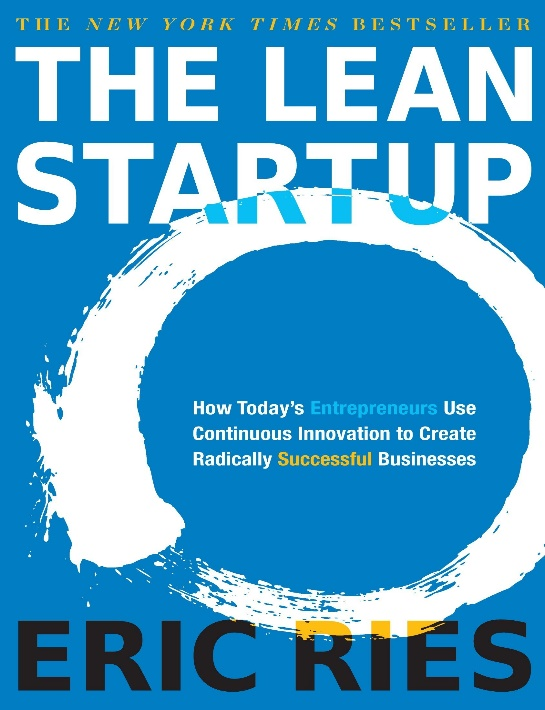 THE NEW YORK TIMES BESTSELLER
THE LEAN
STARTUP
How Today's Entrepreneurs Use
Continuous Innovation to Create
Radically Successful Businesses
ERIC RIES